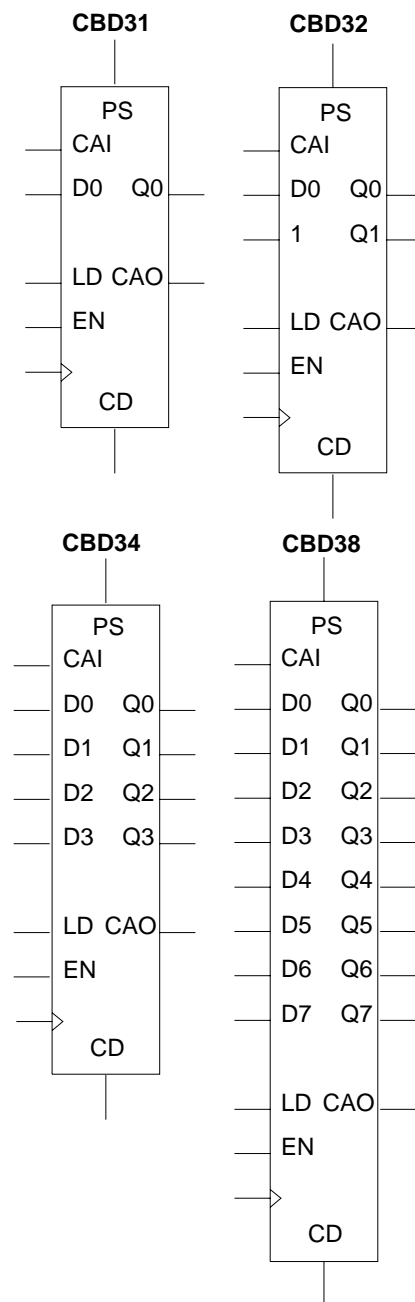 CBD31
PS
CAI
D0 Q0
LD CAO
EN
CD
CBD32
PS
CAI
D0 Q0
1 Q1
LD CAO
EN
CD
CBD34
PS
CAI
D0 Q0
D1 Q1
D2 Q2
D3 Q3
LD CAO
EN
CD
CBD38
PS
CAI
D0 Q0
D1 Q1
D2 Q2
D3 Q3
D4 Q4
D5 Q5
D6 Q6
D7 Q7
LD CAO
EN
CD